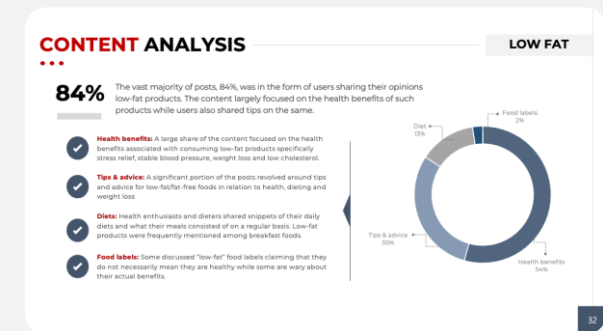 CONTENT ANALYSIS
LOW FAT
84%
The vast majority of posts, 84%, was in the form of users sharing their opinions
low-fat products. The content largely focused on the health benefits of such
products while users also shared tips on the same.
Health benefits: A large share of the content focused on the health
benefits associated with consuming low-fat products specifically
stress relief, stable blood pressure, weight loss and low cholesterol.
Tips & advice: A significant portion of the posts revolved around tips
and advice for low-fat/fat-free foods in relation to health, dieting and
weight loss
Diets: Health enthusiasts and dieters shared snippets of their daily
diets and what their meals consisted of on a regular basis. Low-fat
products were frequently mentioned among breakfast foods.
Food labels: Some discussed "low-fat" food labels claiming that they
do not necessarily mean they are healthy while some are wary about
their actual benefits.
Food labels
2%
Diet
13%
Tips & advice
30%
Health benefits
54%
32